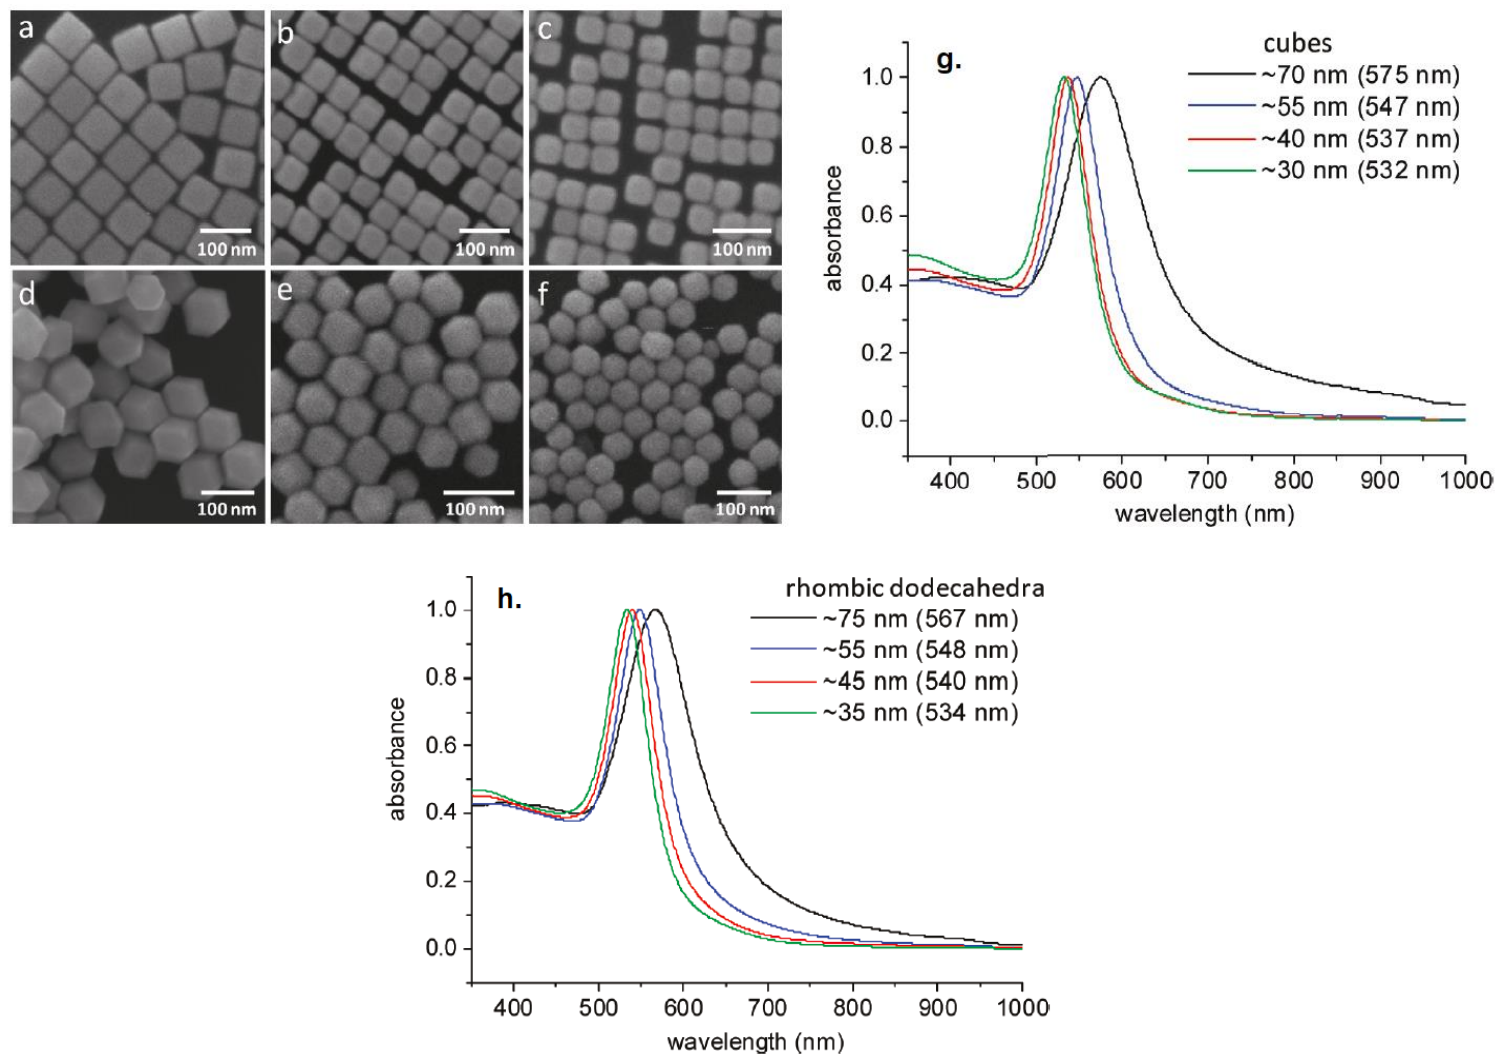 a
b
c
100 nm
100 nm
100 nm
d
e
f
100 nm
100 nm
100 nm
g.
cubes
~70 nm (575 nm)
~55 nm (547 nm)
~40 nm (537 nm)
~30 nm (532 nm)
1.0
0.8
0.6
0.4
0.2
0.0
absorbance
400 500 600 700 800 900 1000
wavelength (nm)
h.
rhombic dodecahedra
~75 nm (567 nm)
~55 nm (548 nm)
~45 nm (540 nm)
~35 nm (534 nm)
1.0
0.8
0.6
0.4
0.2
0.0
absorbance
400 500 600 700 800 900 1000
wavelength (nm)